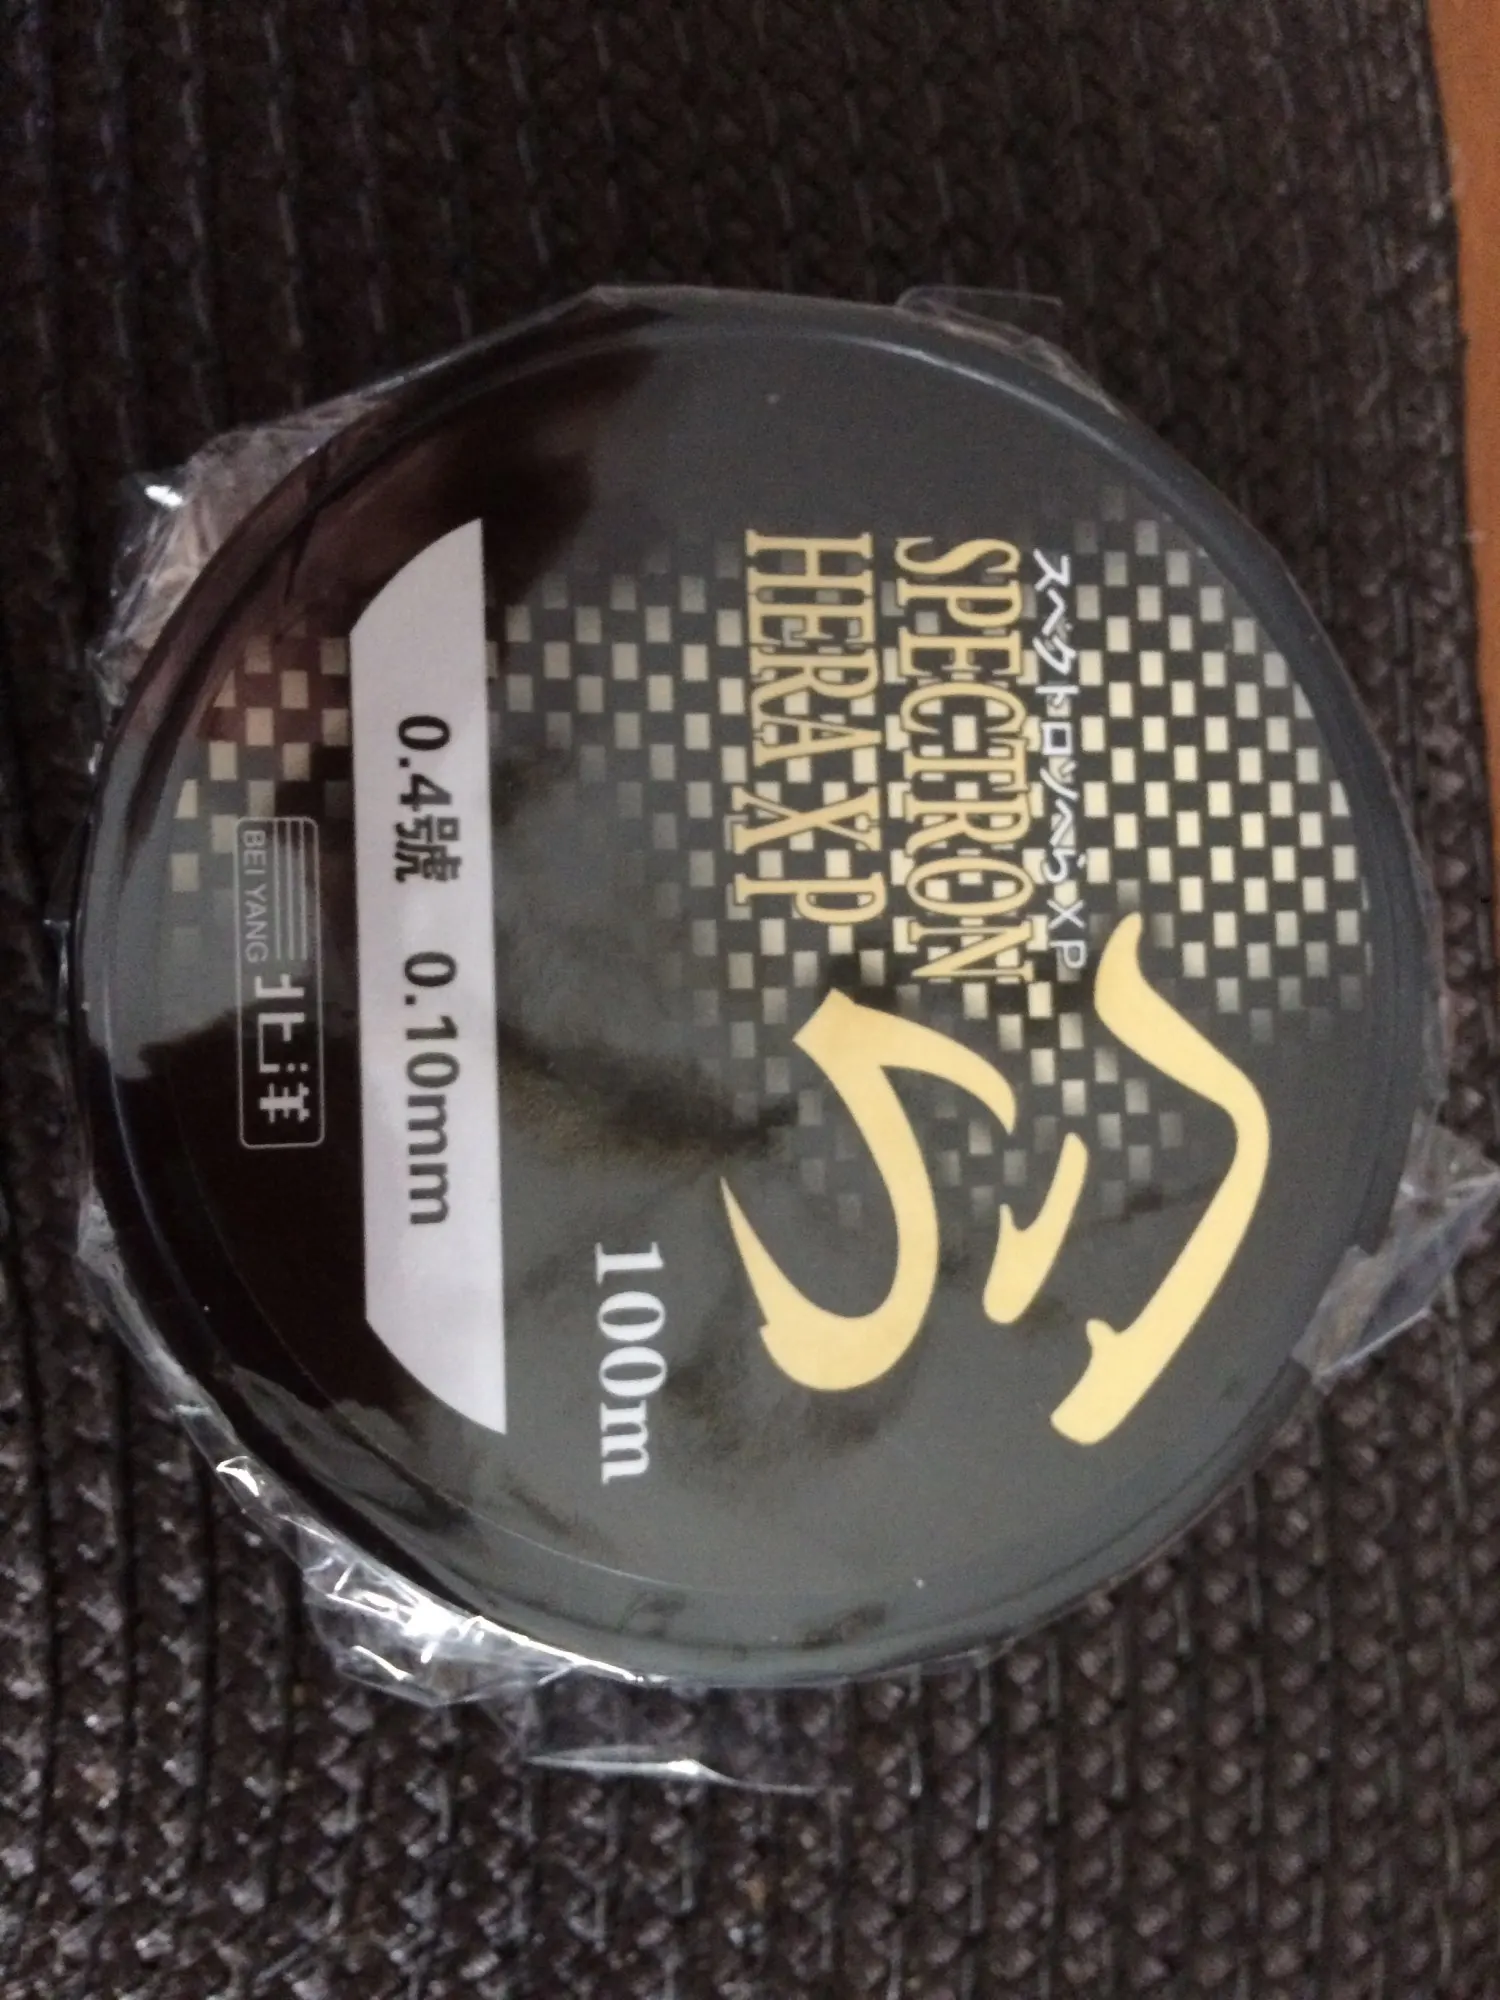 スペクトロンへらXP
SPECTRON
HERA XP
へら
100m
0.4号 0.10mm
BEI YANG 北洋